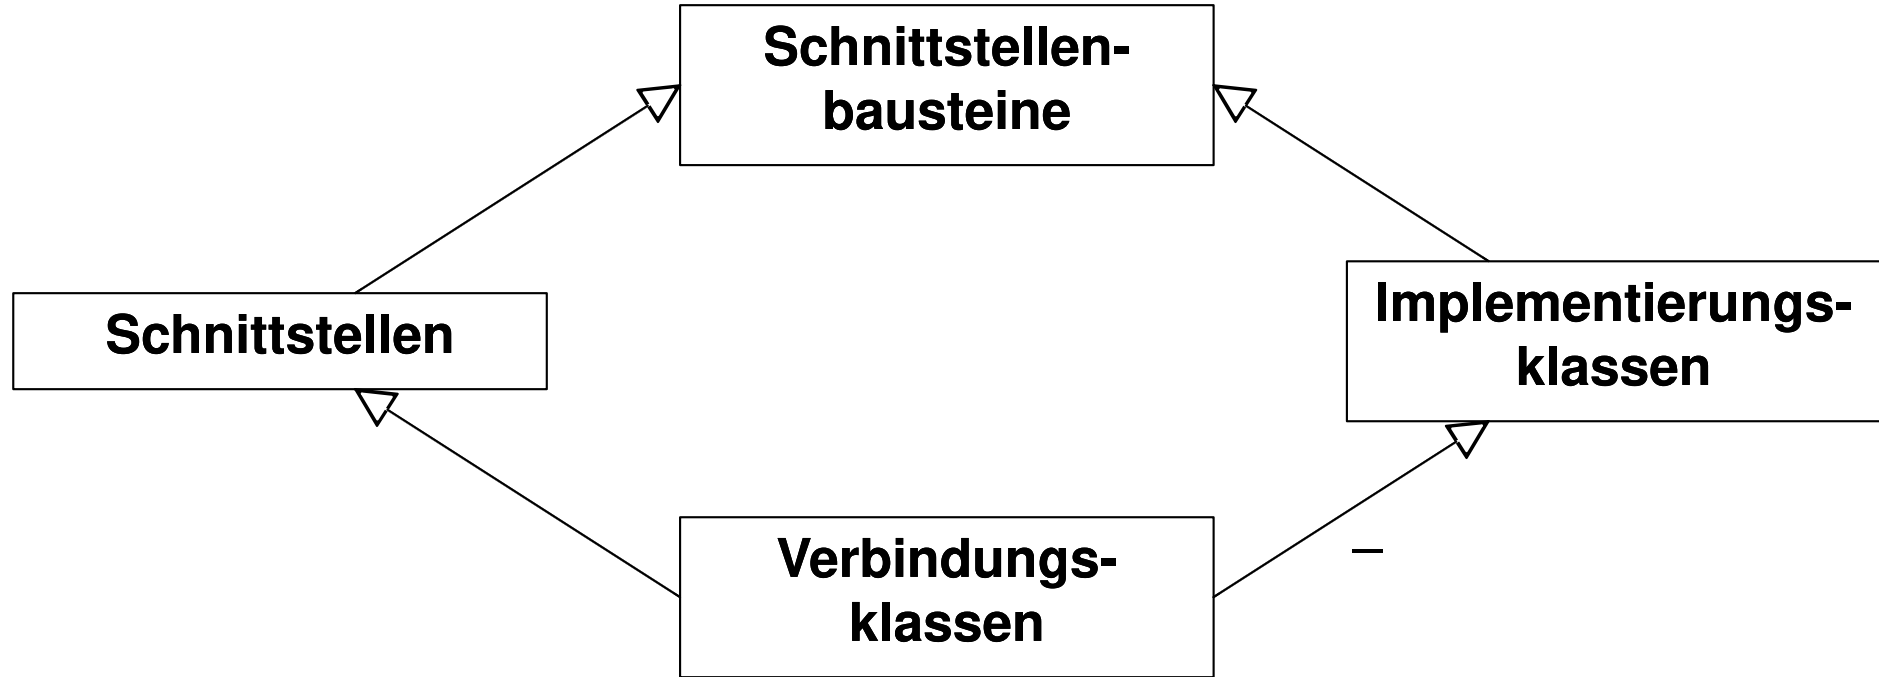 Schnittstellen-
bausteine
Schnittstellen
Implementierungs-
klassen
Verbindungs-
klassen
–